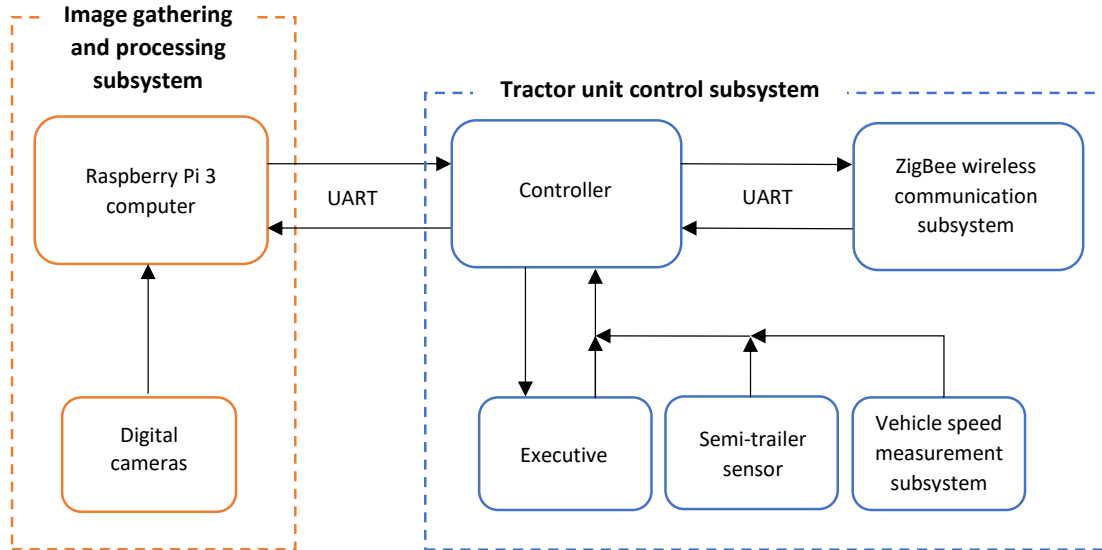 Image gathering
and processing
subsystem
Tractor unit control subsystem
Raspberry Pi 3
computer
UART
Controller
UART
ZigBee wireless
communication
subsystem
Digital
cameras
Executive
Semi-trailer
sensor
Vehicle speed
measurement
subsystem